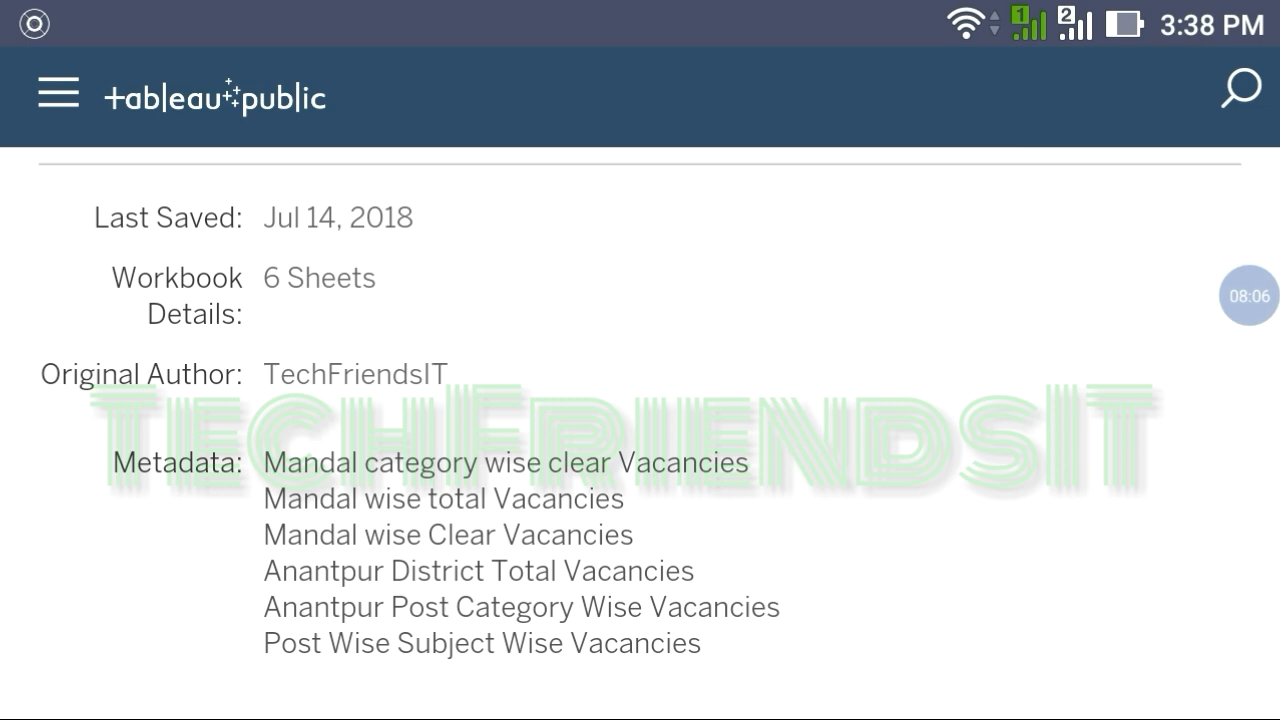 1 2 3:38 PM
tableau public
Last Saved: Jul 14, 2018
Workbook 6 Sheets
Details:
08:06
Original Author: TechFriendsIT
TechFriendsIT
Metadata: Mandal category wise clear Vacancies
Mandal wise total Vacancies
Mandal wise Clear Vacancies
Anantpur District Total Vacancies
Anantpur Post Category Wise Vacancies
Post Wise Subject Wise Vacancies